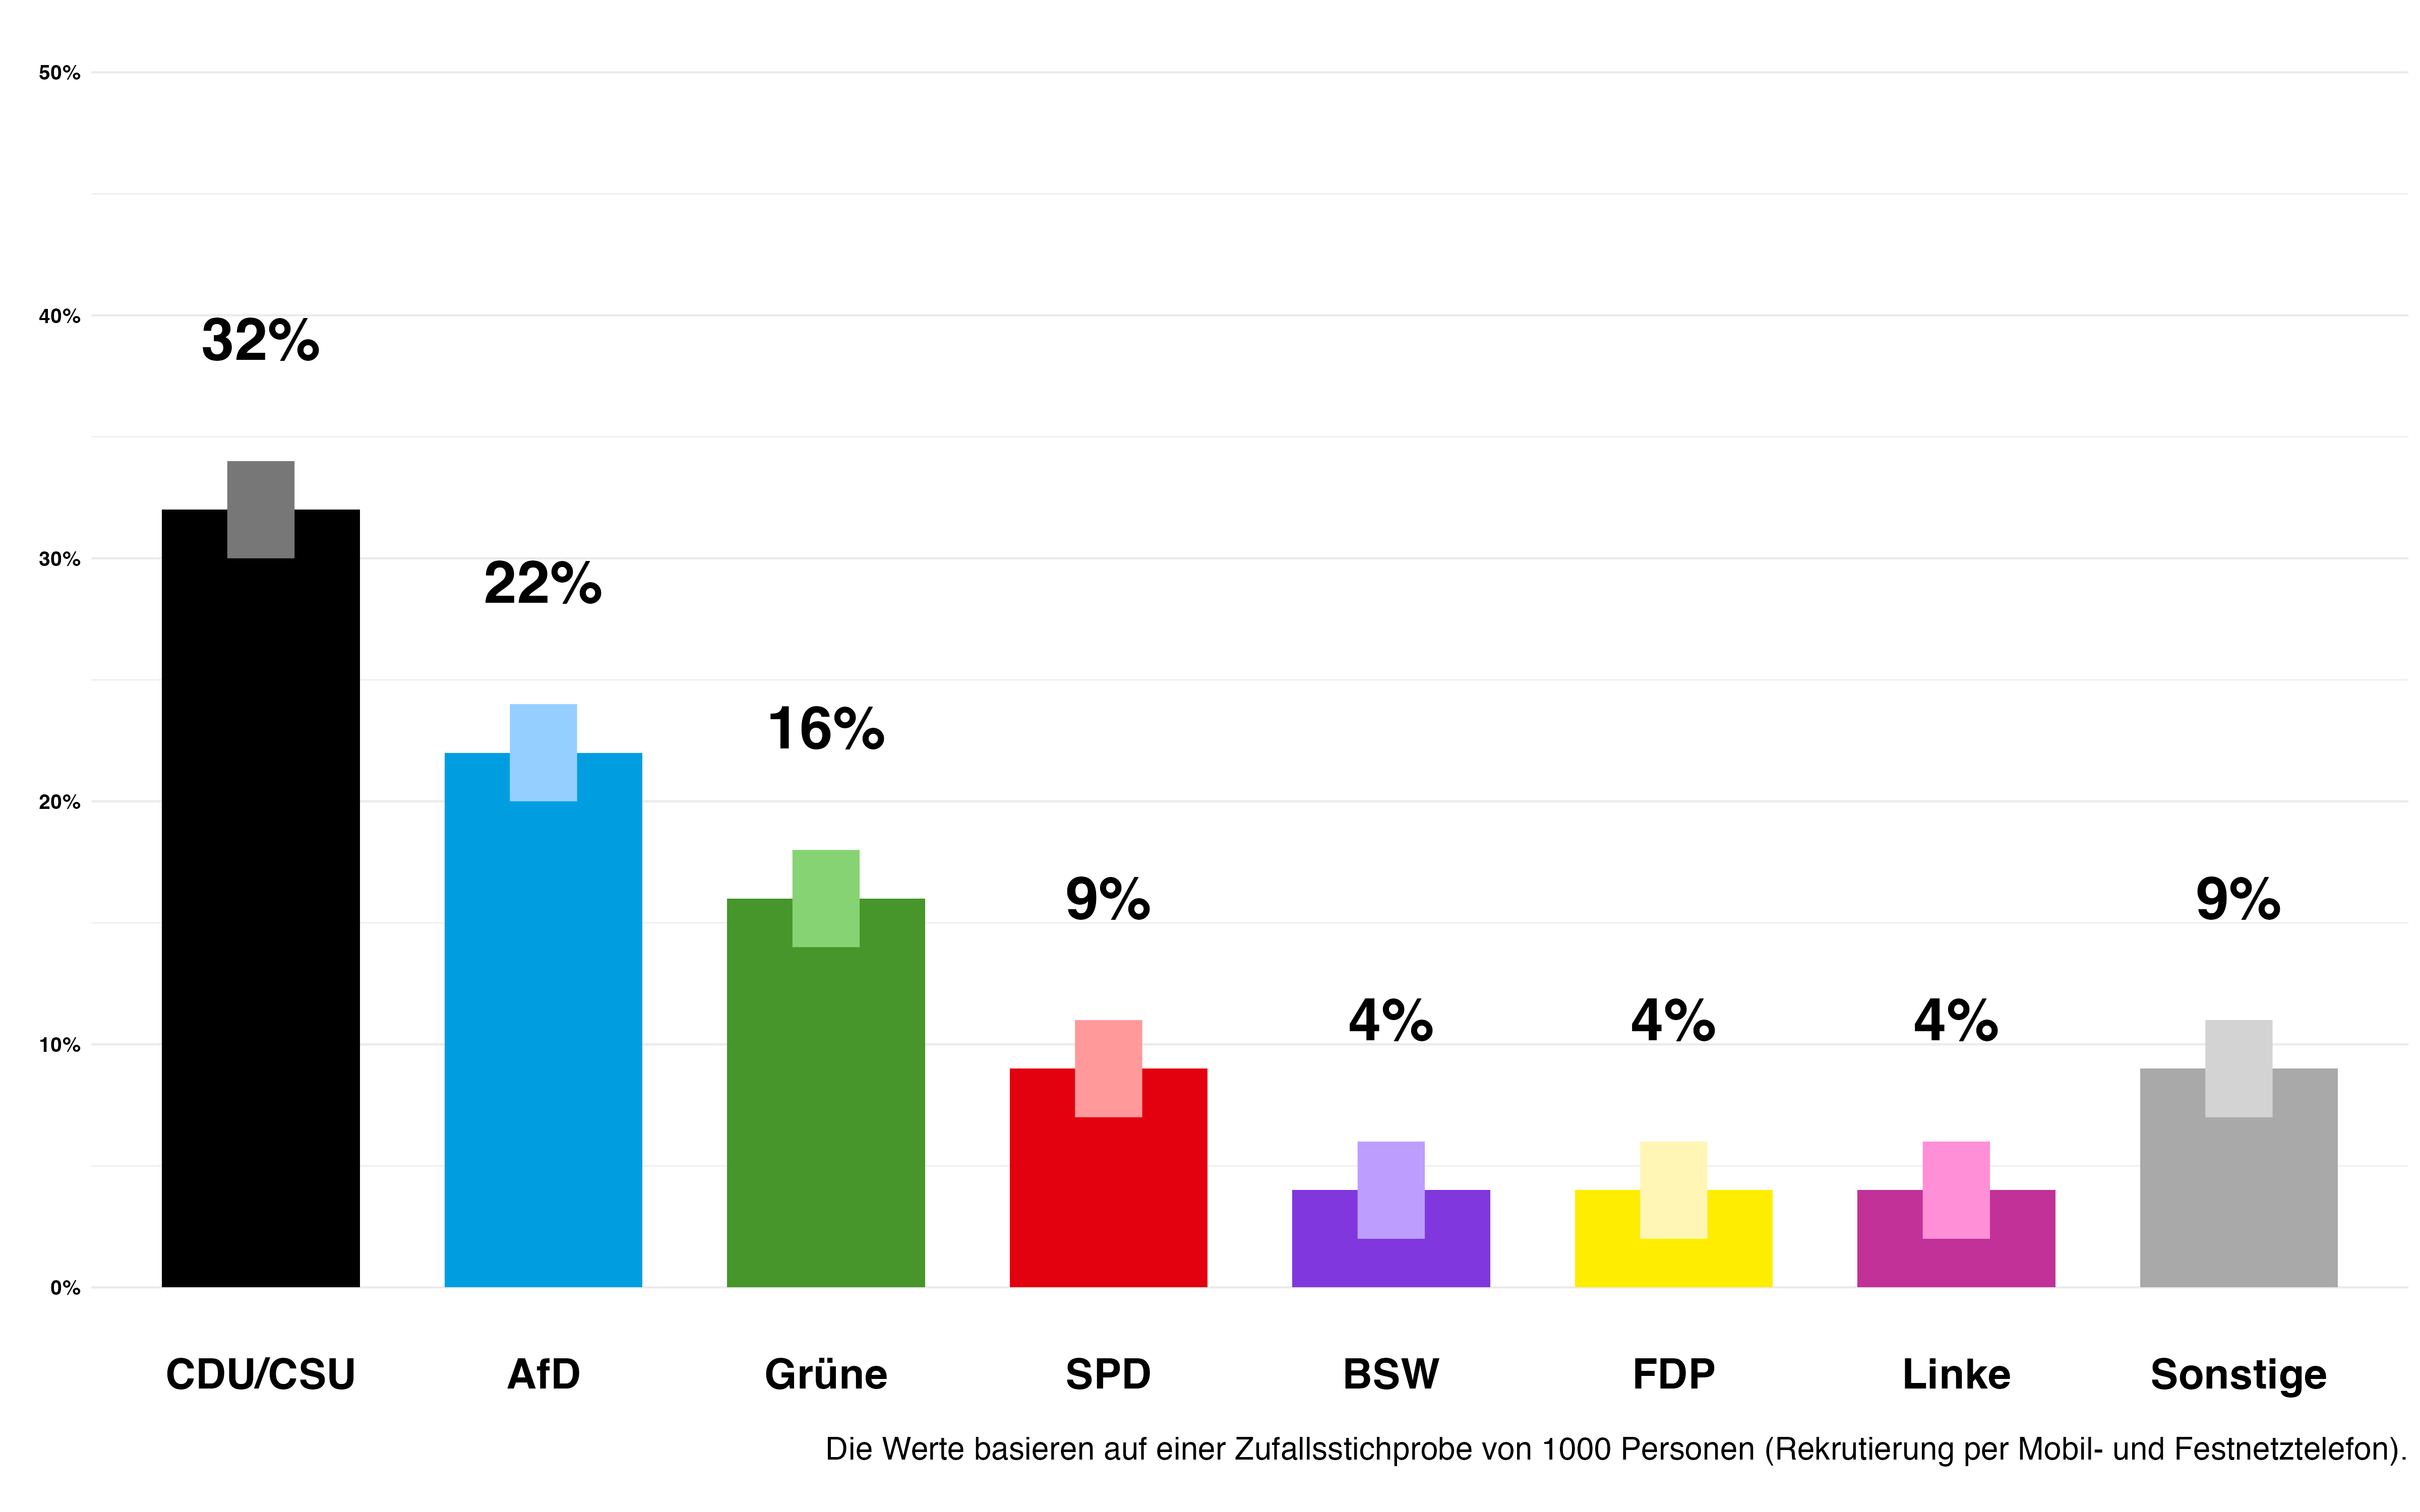 50%
40%
30%
20%
10%
0%
32%
22%
16%
9%
4%
4%
4%
9%
CDU/CSU
AfD
Grüne
SPD
BSW
FDP
Linke
Sonstige
Die Werte basieren auf einer Zufallsstichprobe von 1000 Personen (Rekrutierung per Mobil- und Festnetztelefon).